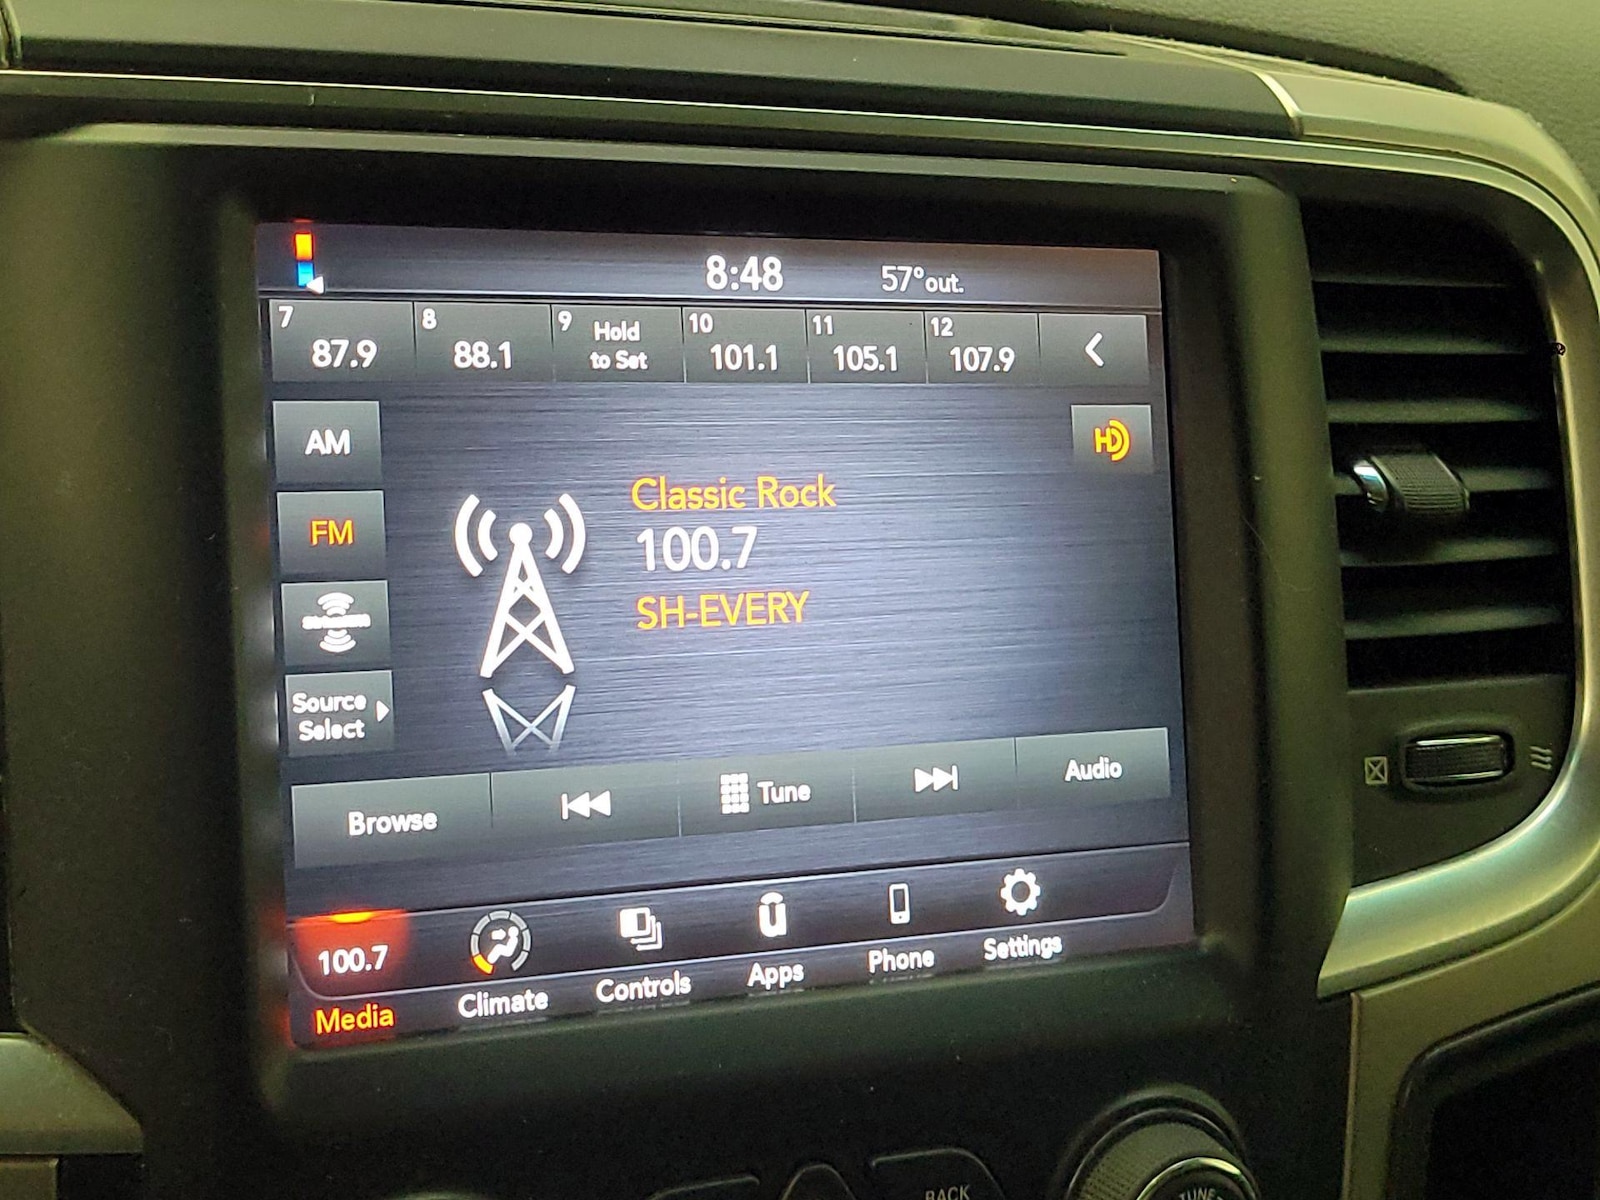 8:48 57° out.
7 8 9 Hold to Set 10 11 12
87.9 88.1 101.1 105.1 107.9
AM
HD
Classic Rock
FM
100.7
SH-EVERY
Source
Select
Browse Tune Audio
100.7
Media Climate Controls Apps Phone Settings
BACK
TUNE